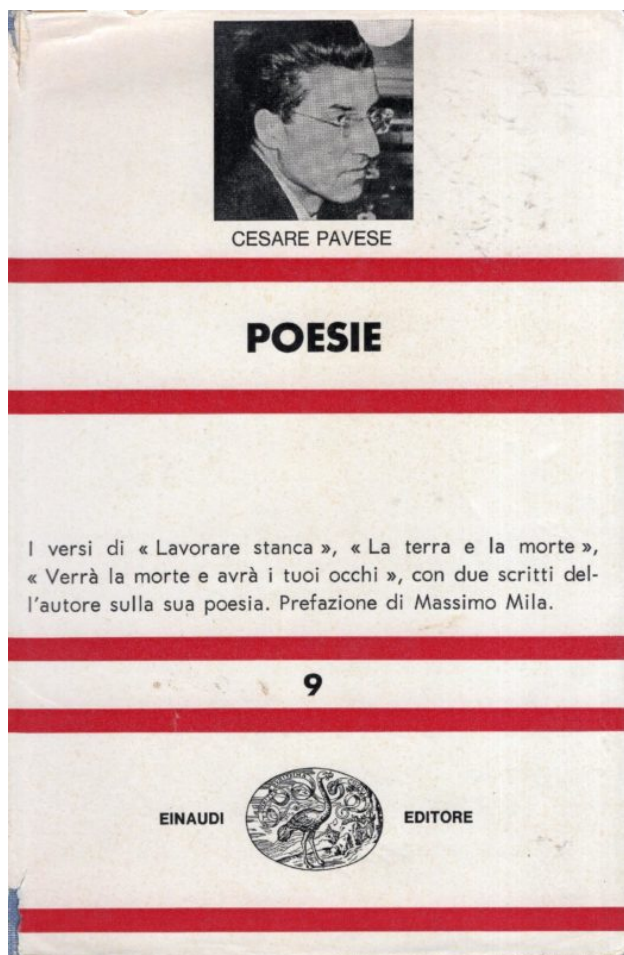 CESARE PAVESE
POESIE
I versi di « Lavorare stanca », « La terra e la morte »,
« Verrà la morte e avrà i tuoi occhi », con due scritti del-
l'autore sulla sua poesia. Prefazione di Massimo Mila.
9
EINAUDI EDITORE